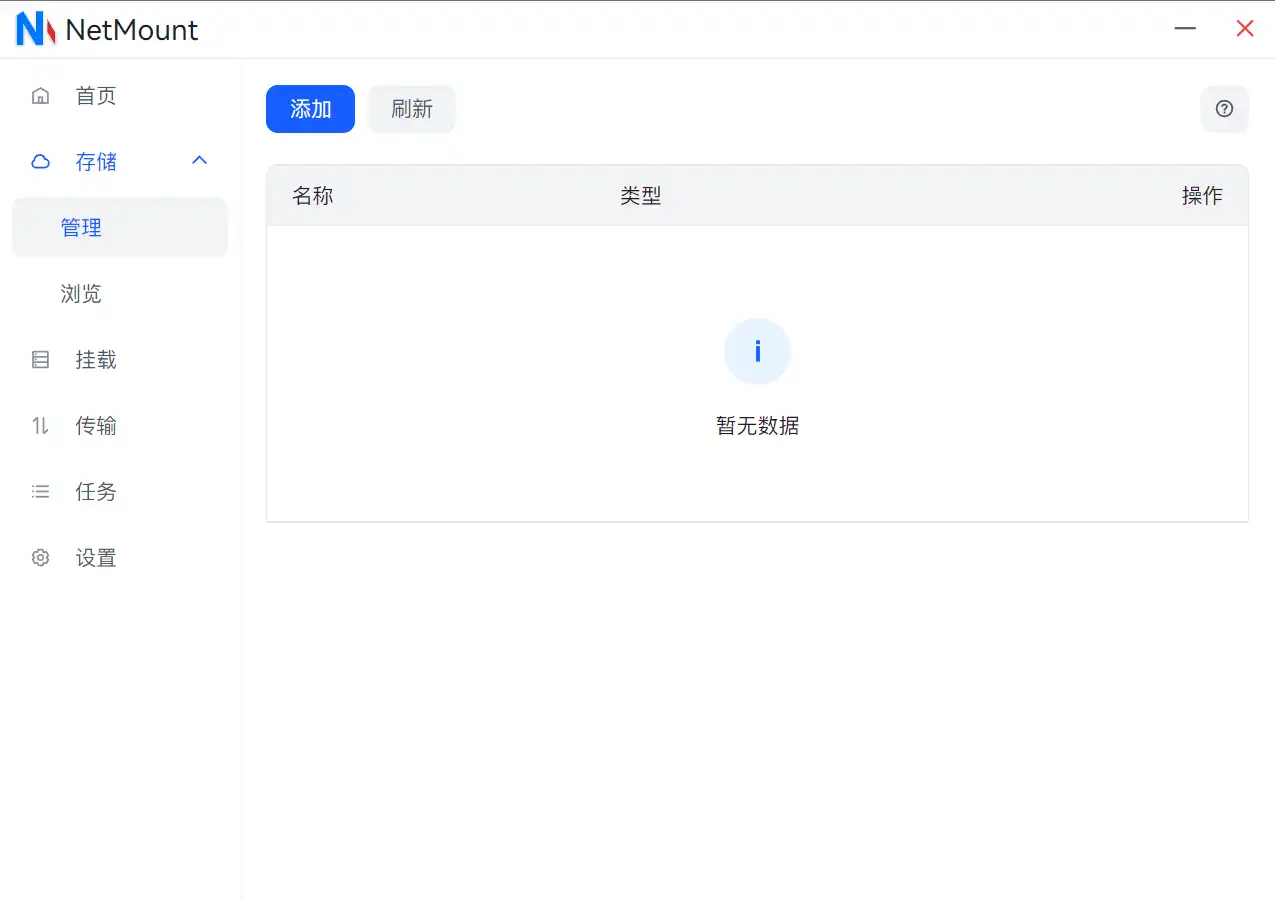 NetMount
首页
存储
管理
浏览
挂载
传输
任务
设置
添加 刷新
名称 类型 操作
暂无数据